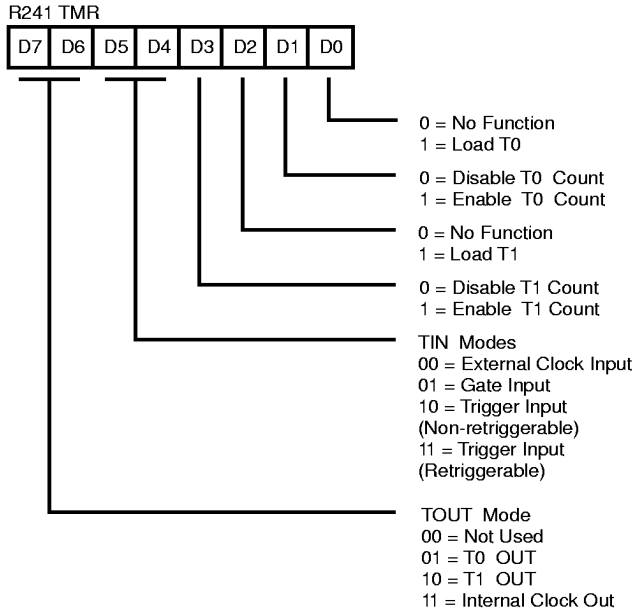 R241 TMR
D7 D6 D5 D4 D3 D2 D1 D0
0 = No Function
1 = Load T0
0 = Disable T0 Count
1 = Enable T0 Count
0 = No Function
1 = Load T1
0 = Disable T1 Count
1 = Enable T1 Count
TIN Modes
00 = External Clock Input
01 = Gate Input
10 = Trigger Input
(Non-retriggerable)
11 = Trigger Input
(Retriggerable)
TOUT Mode
00 = Not Used
01 = T0 OUT
10 = T1 OUT
11 = Internal Clock Out